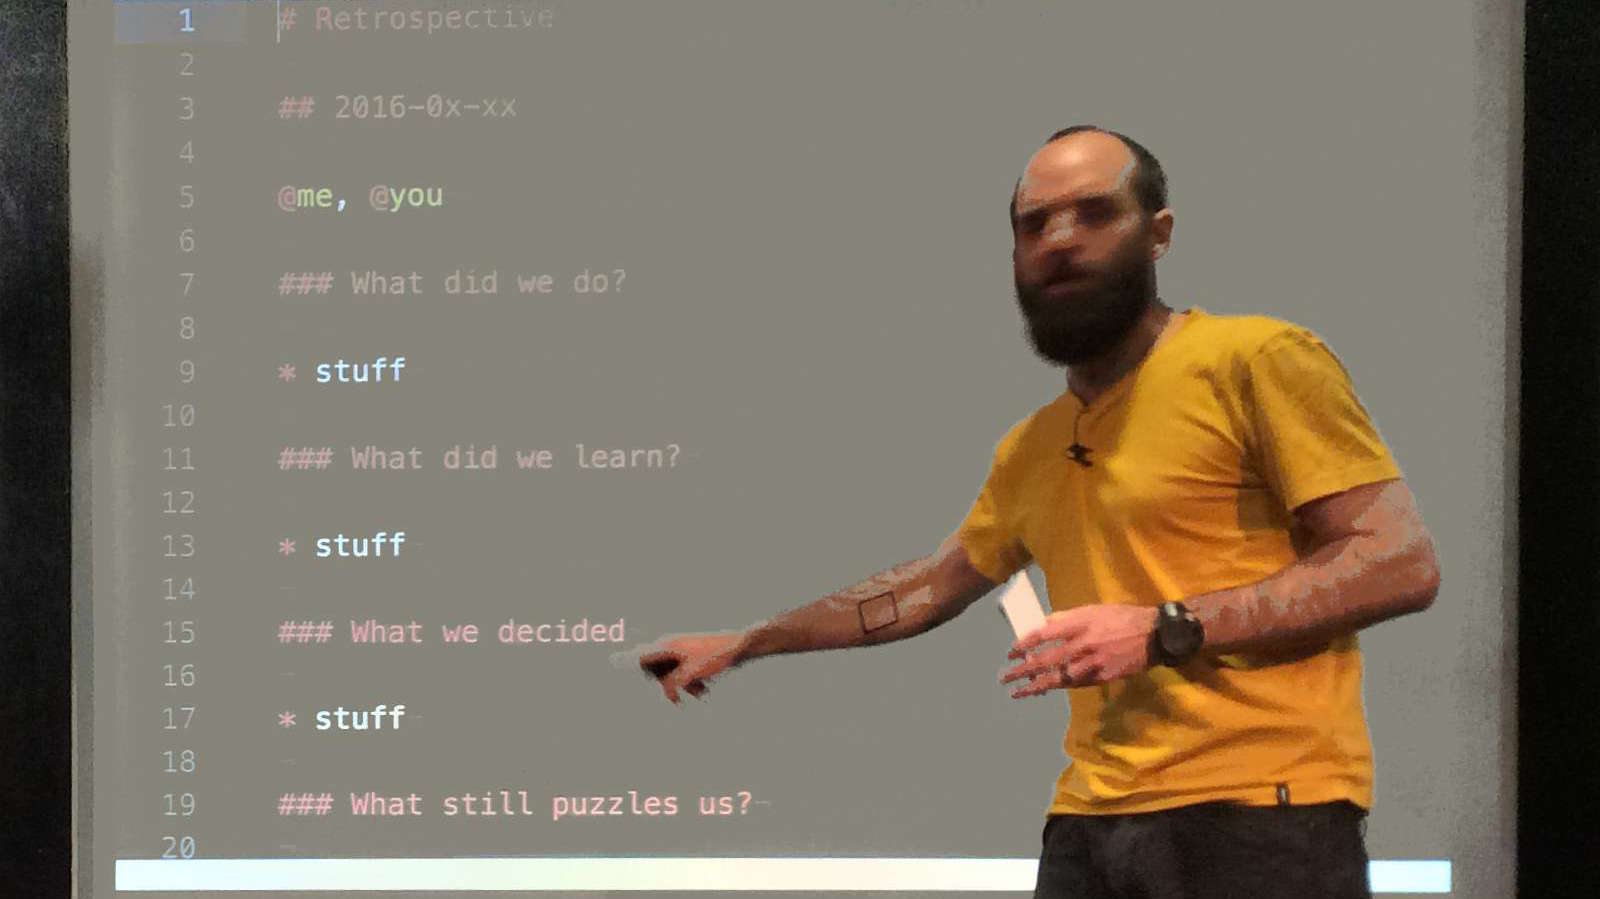 1 # Retrospective
2
3 ## 2016-0x-xx
4
5 @me, @you
6
7 ### What did we do?
8
9 * stuff
10
11 ### What did we learn?
12
13 * stuff
14
15 ### What we decided
16
17 * stuff
18
19 ### What still puzzles us?
20